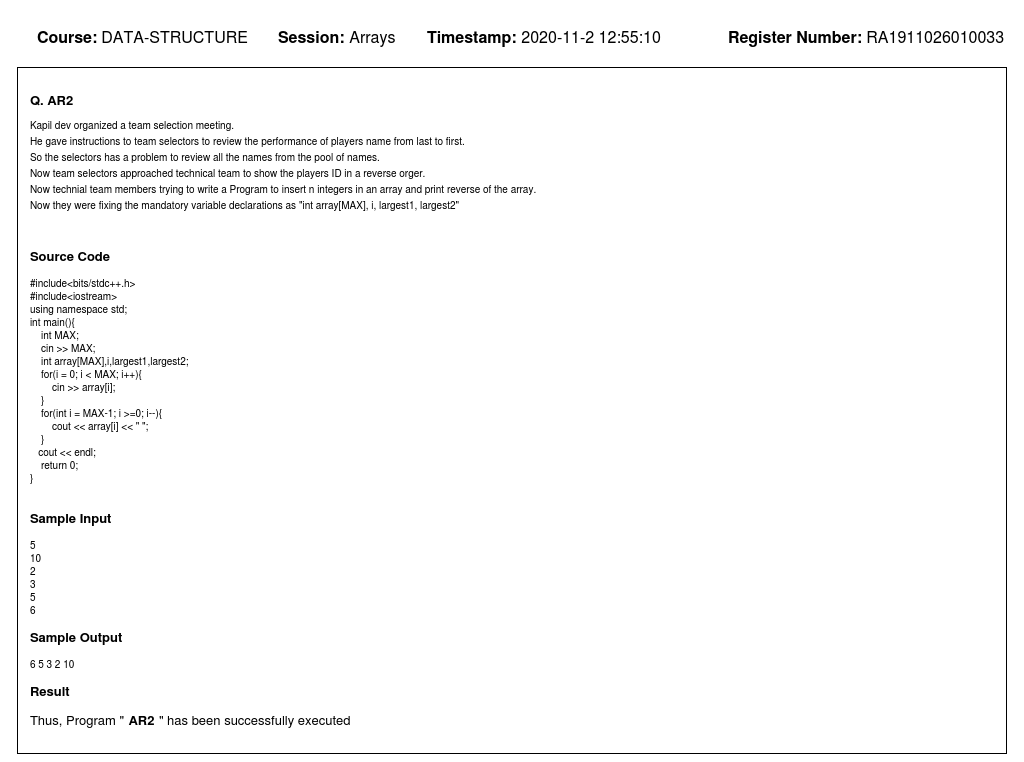 Course: DATA-STRUCTURE Session: Arrays Timestamp: 2020-11-2 12:55:10 Register Number: RA1911026010033
Q. AR2
Kapil dev organized a team selection meeting.
He gave instructions to team selectors to review the performance of players name from last to first.
So the selectors has a problem to review all the names from the pool of names.
Now team selectors approached technical team to show the players ID in a reverse orger.
Now technial team members trying to write a Program to insert n integers in an array and print reverse of the array.
Now they were fixing the mandatory variable declarations as "int array[MAX], i, largest1, largest2"
Source Code
#include<bits/stdc++.h>
#include<iostream>
using namespace std;
int main(){
    int MAX;
    cin >> MAX;
    int array[MAX],i,largest1,largest2;
    for(i = 0; i < MAX; i++){
        cin >> array[i];
    }
    for(int i = MAX-1; i >=0; i--){
        cout << array[i] << " ";
    }
   cout << endl;
    return 0;
}
Sample Input
5
10
2
3
5
6
Sample Output
6 5 3 2 10
Result
Thus, Program " AR2 " has been successfully executed